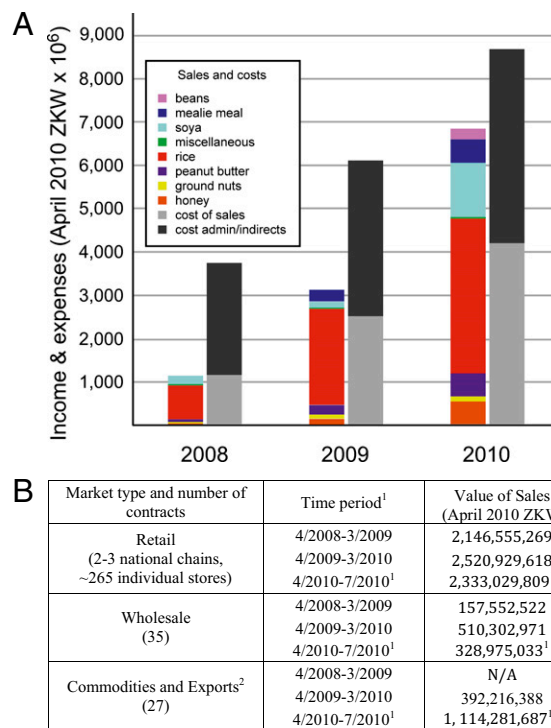 A
Income & expenses (April 2010 ZKW x 10⁶)
9,000
8,000
7,000
6,000
5,000
4,000
3,000
2,000
1,000
Sales and costs
beans
mealie meal
soya
miscellaneous
rice
peanut butter
ground nuts
honey
cost of sales
cost admin/indirects
2008 2009 2010
B
Market type and number of contracts | Time period¹ | Value of Sales (April 2010 ZKW
Retail
(2-3 national chains,
~265 individual stores)
4/2008-3/2009 2,146,555,269
4/2009-3/2010 2,520,929,618
4/2010-7/2010¹ 2,333,029,809
Wholesale
(35)
4/2008-3/2009 157,552,522
4/2009-3/2010 510,302,971
4/2010-7/2010¹ 328,975,033¹
Commodities and Exports²
(27)
4/2008-3/2009 N/A
4/2009-3/2010 392,216,388
4/2010-7/2010¹ 1, 114,281,687¹